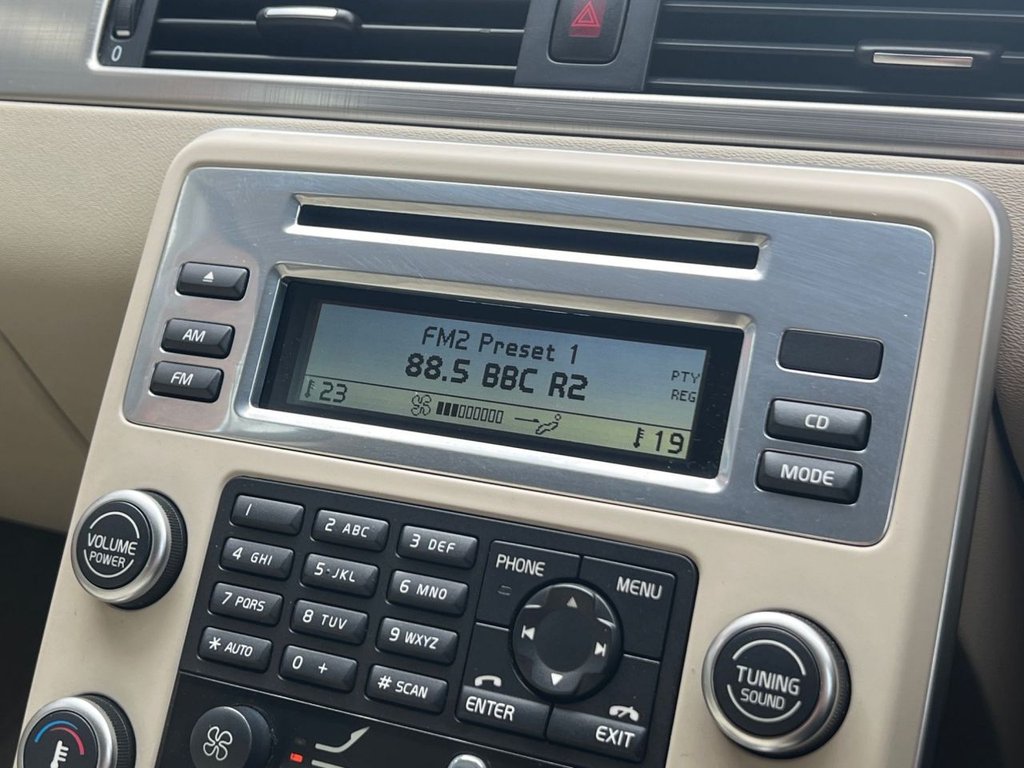 0
FM2 Preset 1
88.5 BBC R2
PTY
REG
23
19
AM
FM
CD
MODE
VOLUME
POWER
1
2 ABC
3 DEF
4 GHI
5·JKL
6 MNO
7 PQRS
8 TUV
9 WXYZ
* AUTO
0 +
# SCAN
PHONE
MENU
ENTER
EXIT
TUNING
SOUND